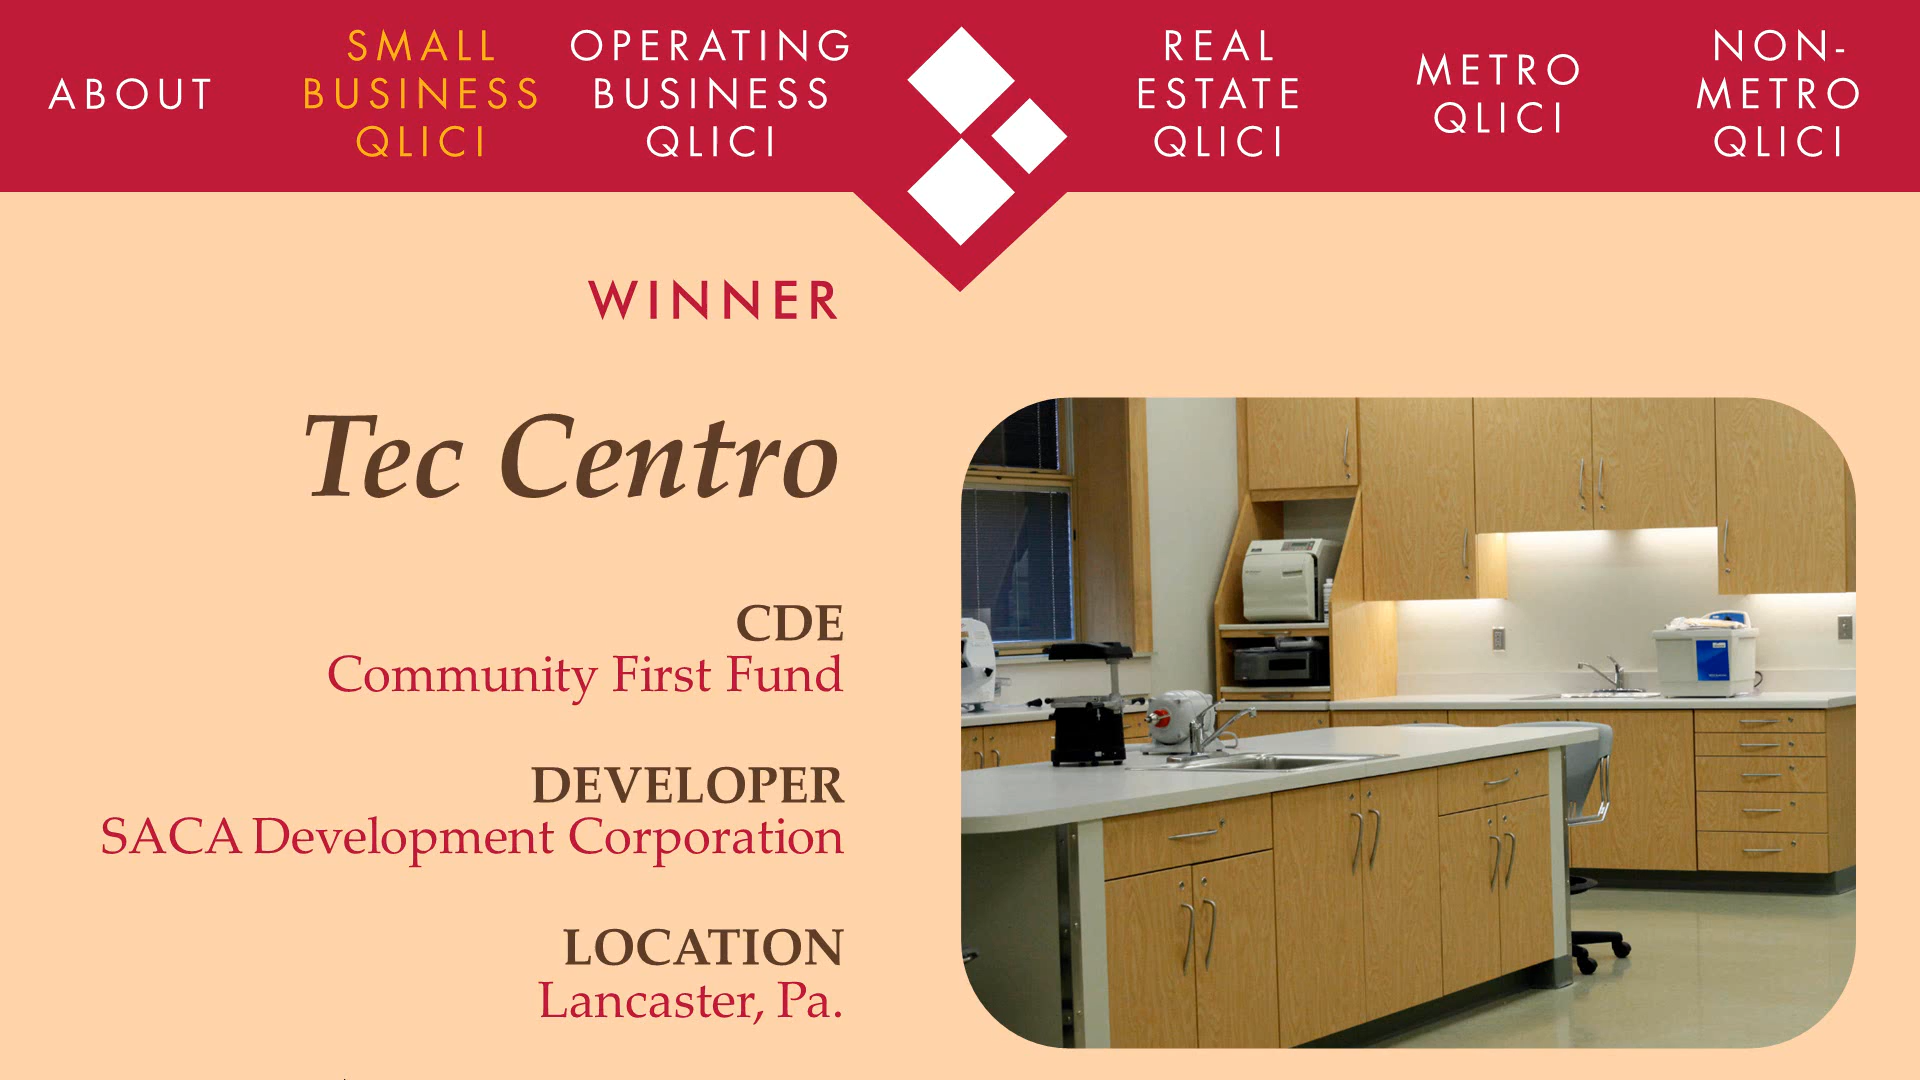 ABOUT
SMALL
BUSINESS
QLICI
OPERATING
BUSINESS
QLICI
REAL
ESTATE
QLICI
METRO
QLICI
NON-
METRO
QLICI
WINNER
Tec Centro
CDE
Community First Fund
DEVELOPER
SACA Development Corporation
LOCATION
Lancaster, Pa.